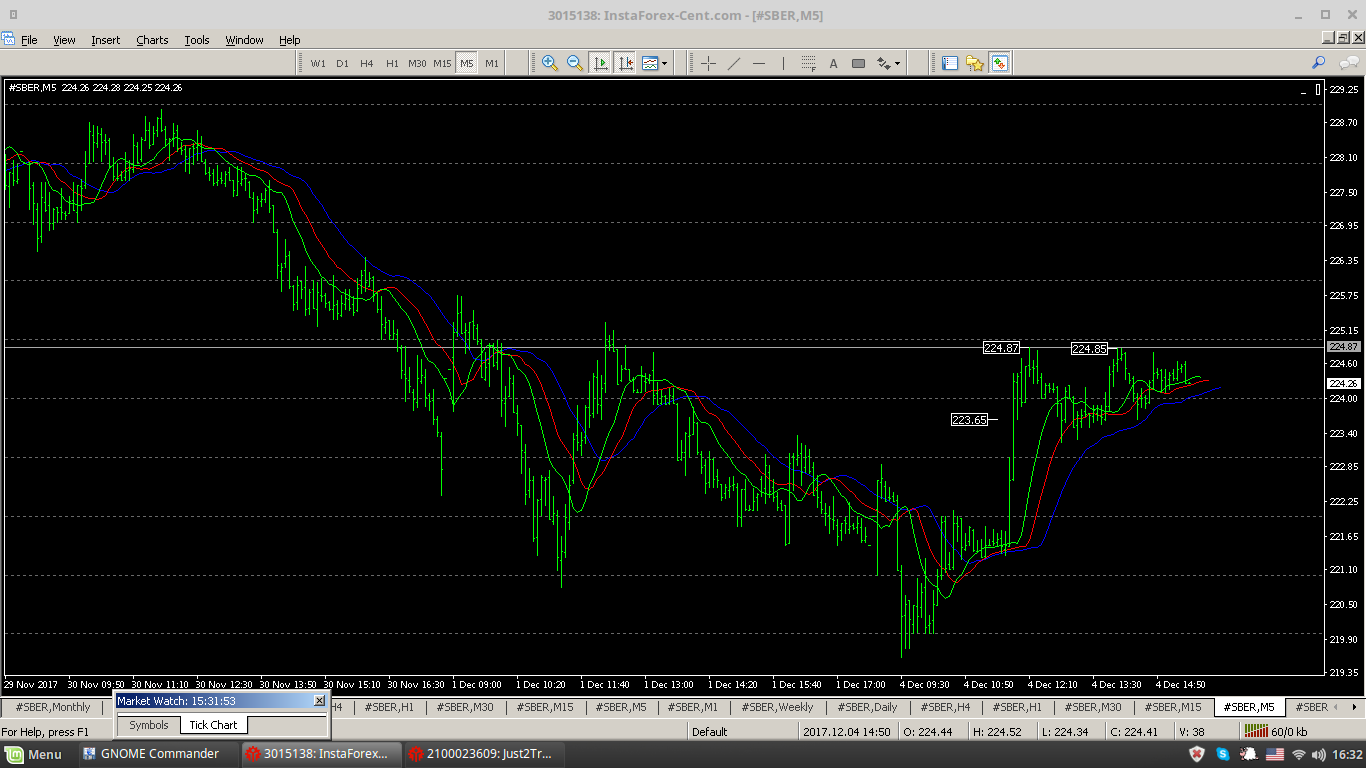 3015138: InstaForex-Cent.com - [#SBER,M5]
File View Insert Charts Tools Window Help
W1 D1 H4 H1 M30 M15 M5 M1 A
#SBER,M5 224.26 224.28 224.25 224.26
229.25
228.70
228.10
227.50
226.95
226.35
225.75
225.15
224.87
224.60
224.26
224.00
223.40
222.85
222.25
221.65
221.10
220.50
219.90
219.35
224.87
224.85
223.65
29 Nov 2017 30 Nov 09:50 30 Nov 11:10 30 Nov 12:30 30 Nov 13:50 30 Nov 15:10 30 Nov 16:30 1 Dec 09:00 1 Dec 10:20 1 Dec 11:40 1 Dec 13:00 1 Dec 14:20 1 Dec 15:40 1 Dec 17:00 4 Dec 09:30 4 Dec 10:50 4 Dec 12:10 4 Dec 13:30 4 Dec 14:50
Market Watch: 15:31:53
Symbols Tick Chart
#SBER,Monthly H4 #SBER,H1 #SBER,M30 #SBER,M15 #SBER,M5 #SBER,M1 #SBER,Weekly #SBER,Daily #SBER,H4 #SBER,H1 #SBER,M30 #SBER,M15 #SBER,M5 #SBER
For Help, press F1 Default 2017.12.04 14:50 O: 224.44 H: 224.52 L: 224.34 C: 224.41 V: 38 60/0 kb
Menu GNOME Commander 3015138: InstaForex... 2100023609: Just2Tr... 16:32